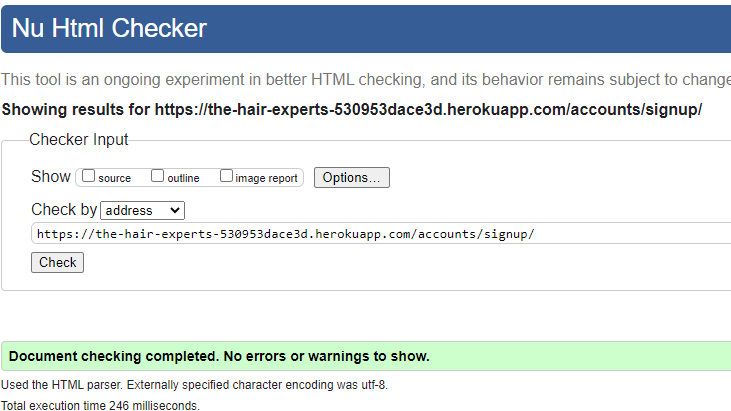 Nu Html Checker
This tool is an ongoing experiment in better HTML checking, and its behavior remains subject to change
Showing results for https://the-hair-experts-530953dace3d.herokuapp.com/accounts/signup/
Checker Input
Show source outline image report Options...
Check by address
https://the-hair-experts-530953dace3d.herokuapp.com/accounts/signup/
Check
Document checking completed. No errors or warnings to show.
Used the HTML parser. Externally specified character encoding was utf-8.
Total execution time 246 milliseconds.